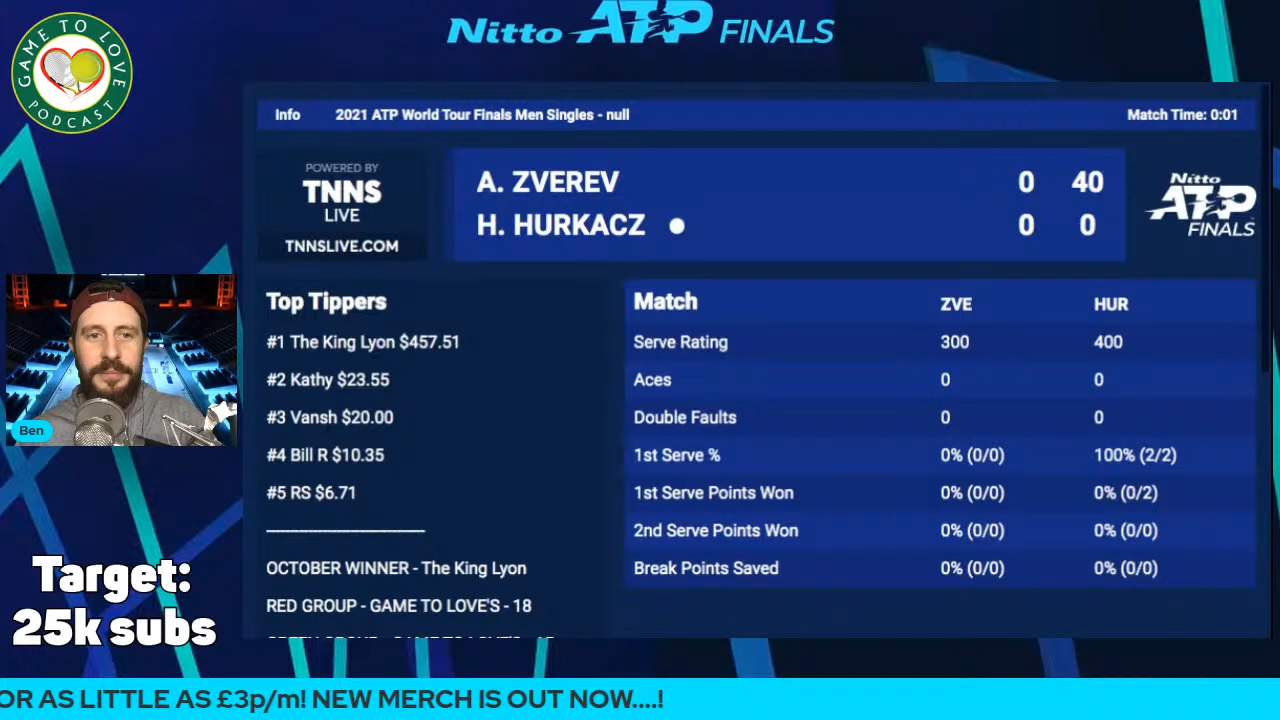 GAME TO LOVE
PODCAST
Nitto ATP FINALS
Info 2021 ATP World Tour Finals Men Singles - null Match Time: 0:01
POWERED BY
TNNS
LIVE
TNNSLIVE.COM
A. ZVEREV 0 40
H. HURKACZ 0 0
Nitto
ATP
FINALS
Top Tippers
#1 The King Lyon $457.51
#2 Kathy $23.55
#3 Vansh $20.00
#4 Bill R $10.35
#5 RS $6.71
OCTOBER WINNER - The King Lyon
RED GROUP - GAME TO LOVE'S - 18
Match ZVE HUR
Serve Rating 300 400
Aces 0 0
Double Faults 0 0
1st Serve % 0% (0/0) 100% (2/2)
1st Serve Points Won 0% (0/0) 0% (0/2)
2nd Serve Points Won 0% (0/0) 0% (0/0)
Break Points Saved 0% (0/0) 0% (0/0)
Ben
Target:
25k subs
OR AS LITTLE AS £3p/m! NEW MERCH IS OUT NOW....!